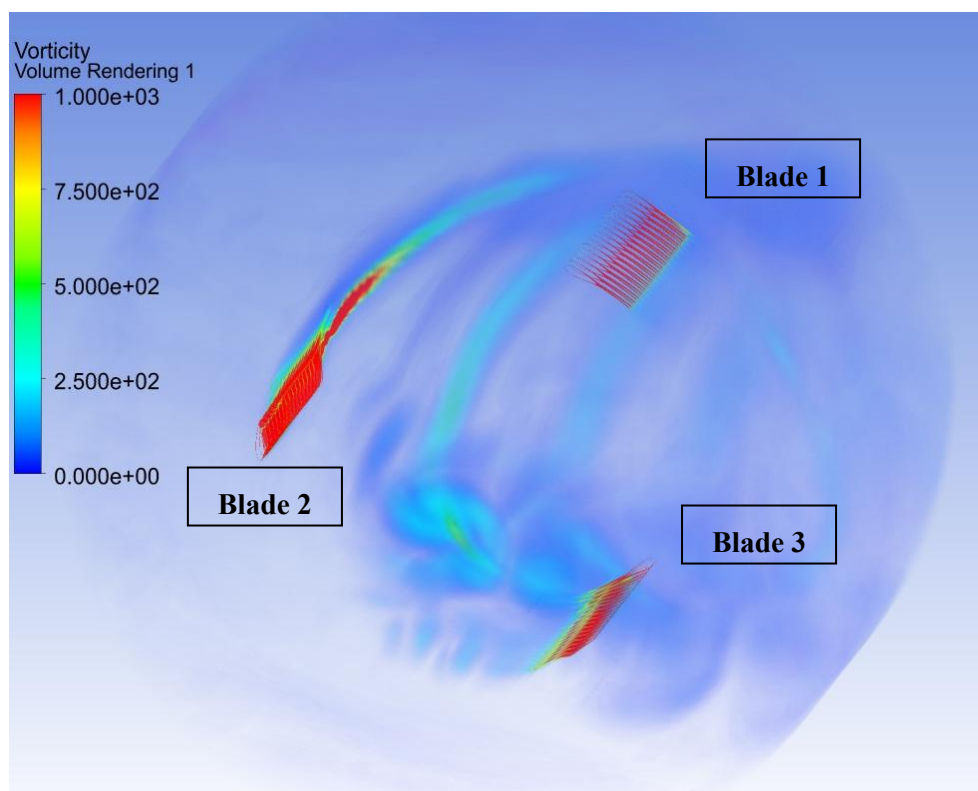 Vorticity
Volume Rendering 1
1.000e+03
7.500e+02
5.000e+02
2.500e+02
0.000e+00
Blade 1
Blade 2
Blade 3